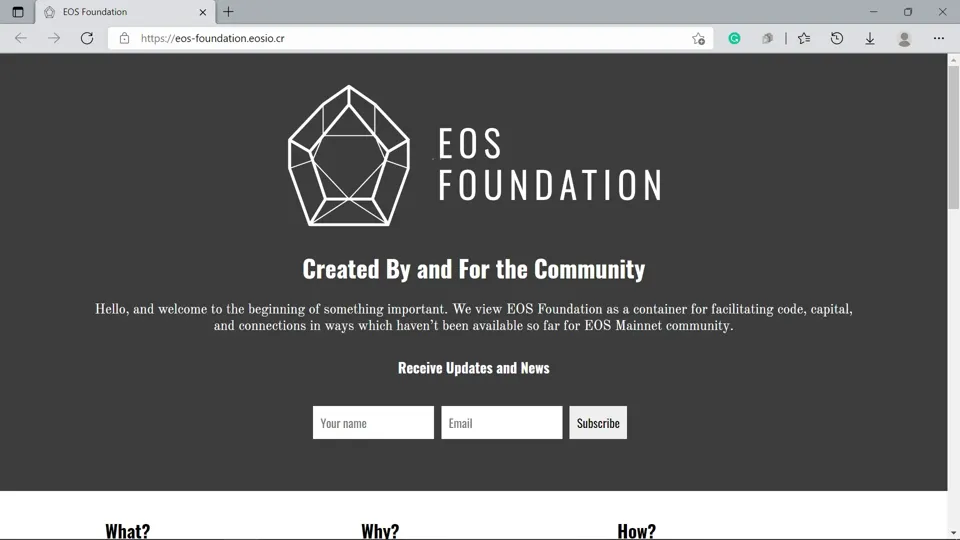 EOS Foundation
https://eos-foundation.eosio.cr
EOS
FOUNDATION
Created By and For the Community
Hello, and welcome to the beginning of something important. We view EOS Foundation as a container for facilitating code, capital,
and connections in ways which haven’t been available so far for EOS Mainnet community.
Receive Updates and News
Your name Email Subscribe
What? Why? How?